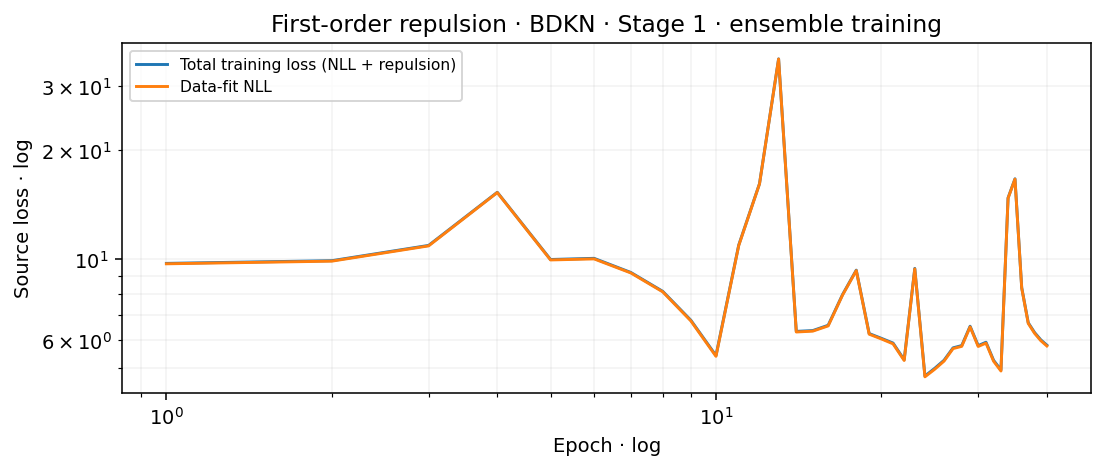 First-order repulsion · BDKN · Stage 1 · ensemble training
Total training loss (NLL + repulsion)
Data-fit NLL
Source loss · log
3 × 10¹
2 × 10¹
10¹
6 × 10⁰
10⁰
10¹
Epoch · log